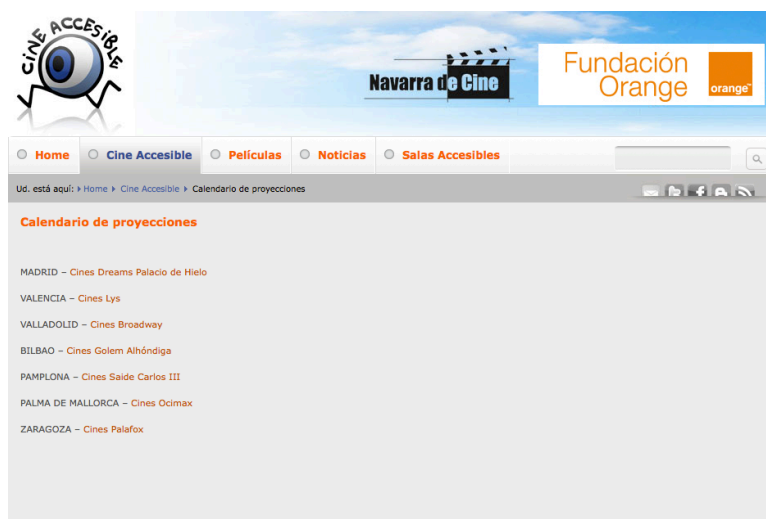 CINE ACCESIBLE
Navarra de Cine
Fundación
Orange
orange™
Home
Cine Accesible
Películas
Noticias
Salas Accesibles
Ud. está aquí: Home Cine Accesible Calendario de proyecciones
Calendario de proyecciones
MADRID – Cines Dreams Palacio de Hielo
VALENCIA – Cines Lys
VALLADOLID – Cines Broadway
BILBAO – Cines Golem Alhóndiga
PAMPLONA – Cines Saide Carlos III
PALMA DE MALLORCA – Cines Ocimax
ZARAGOZA – Cines Palafox